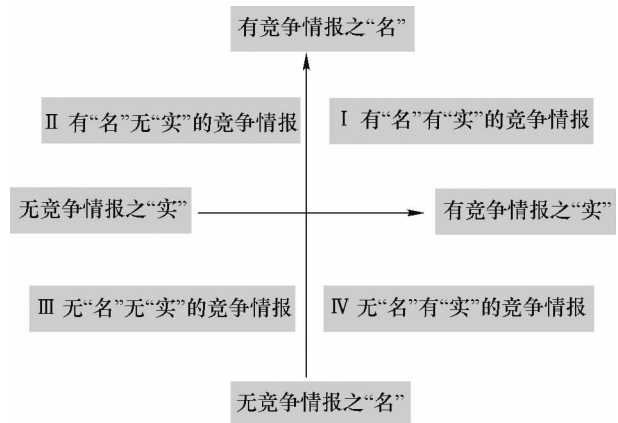 有竞争情报之“名”
Ⅱ 有“名”无“实”的竞争情报
Ⅰ 有“名”有“实”的竞争情报
无竞争情报之“实”
有竞争情报之“实”
Ⅲ 无“名”无“实”的竞争情报
Ⅳ 无“名”有“实”的竞争情报
无竞争情报之“名”